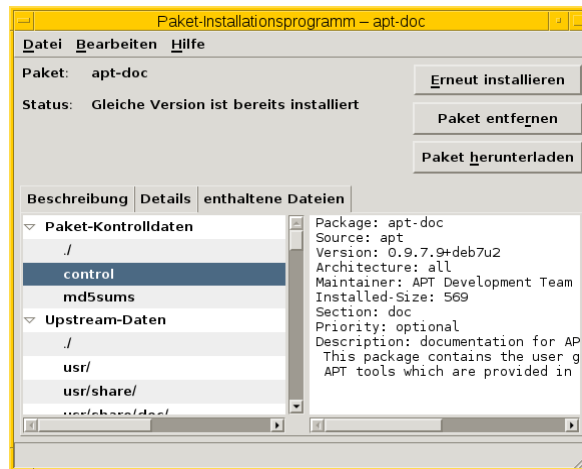 Paket-Installationsprogramm – apt-doc
Datei Bearbeiten Hilfe
Paket: apt-doc
Erneut installieren
Status: Gleiche Version ist bereits installiert
Paket entfernen
Paket herunterladen
Beschreibung Details enthaltene Dateien
Paket-Kontrolldaten
./
control
md5sums
Upstream-Daten
./
usr/
usr/share/
usr/share/doc/
Package: apt-doc
Source: apt
Version: 0.9.7.9+deb7u2
Architecture: all
Maintainer: APT Development Team
Installed-Size: 569
Section: doc
Priority: optional
Description: documentation for AP
This package contains the user g
APT tools which are provided in